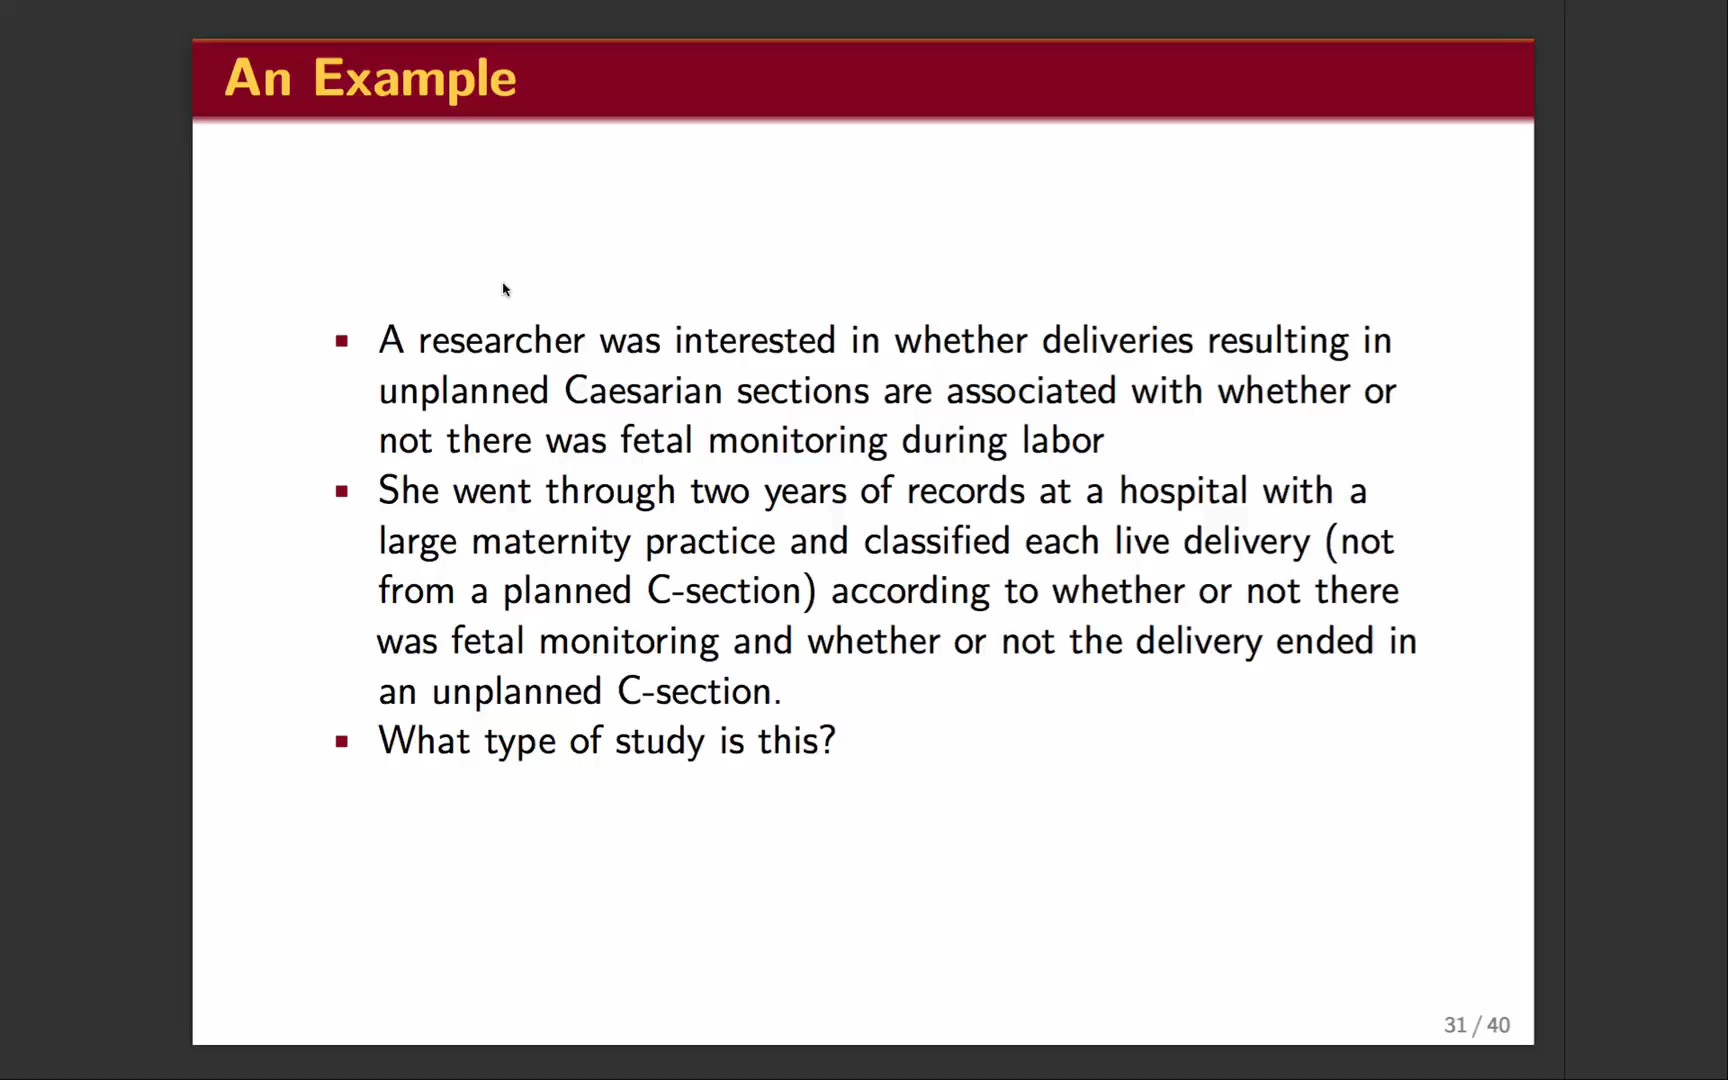 An Example
A researcher was interested in whether deliveries resulting in
unplanned Caesarian sections are associated with whether or
not there was fetal monitoring during labor
She went through two years of records at a hospital with a
large maternity practice and classified each live delivery (not
from a planned C-section) according to whether or not there
was fetal monitoring and whether or not the delivery ended in
an unplanned C-section.
What type of study is this?
31 / 40